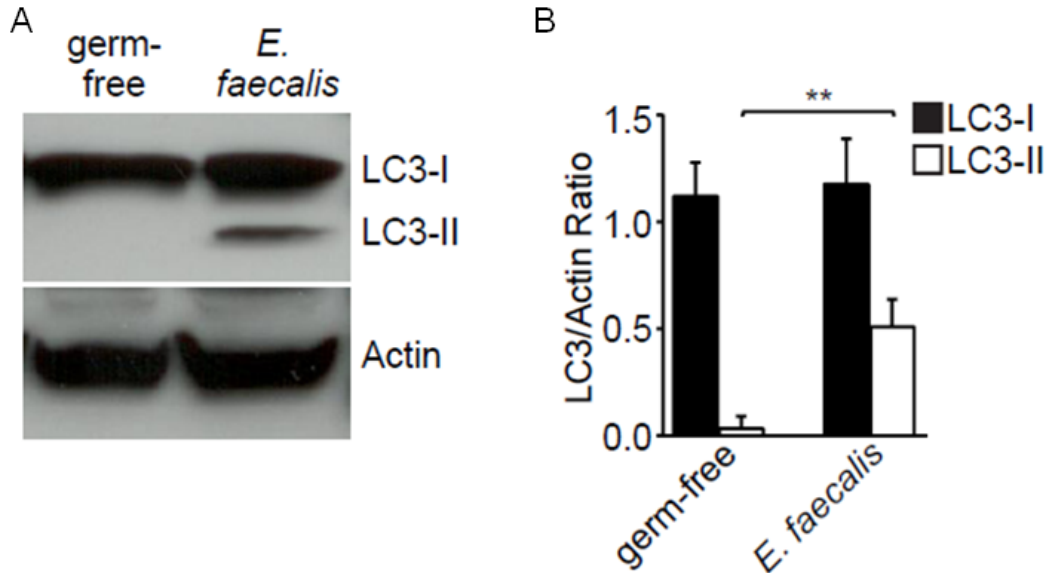 A
germ-
free
E.
faecalis
LC3-I
LC3-II
Actin
B
**
LC3-I
LC3-II
LC3/Actin Ratio
1.5
1.0
0.5
0.0
germ-free
E. faecalis